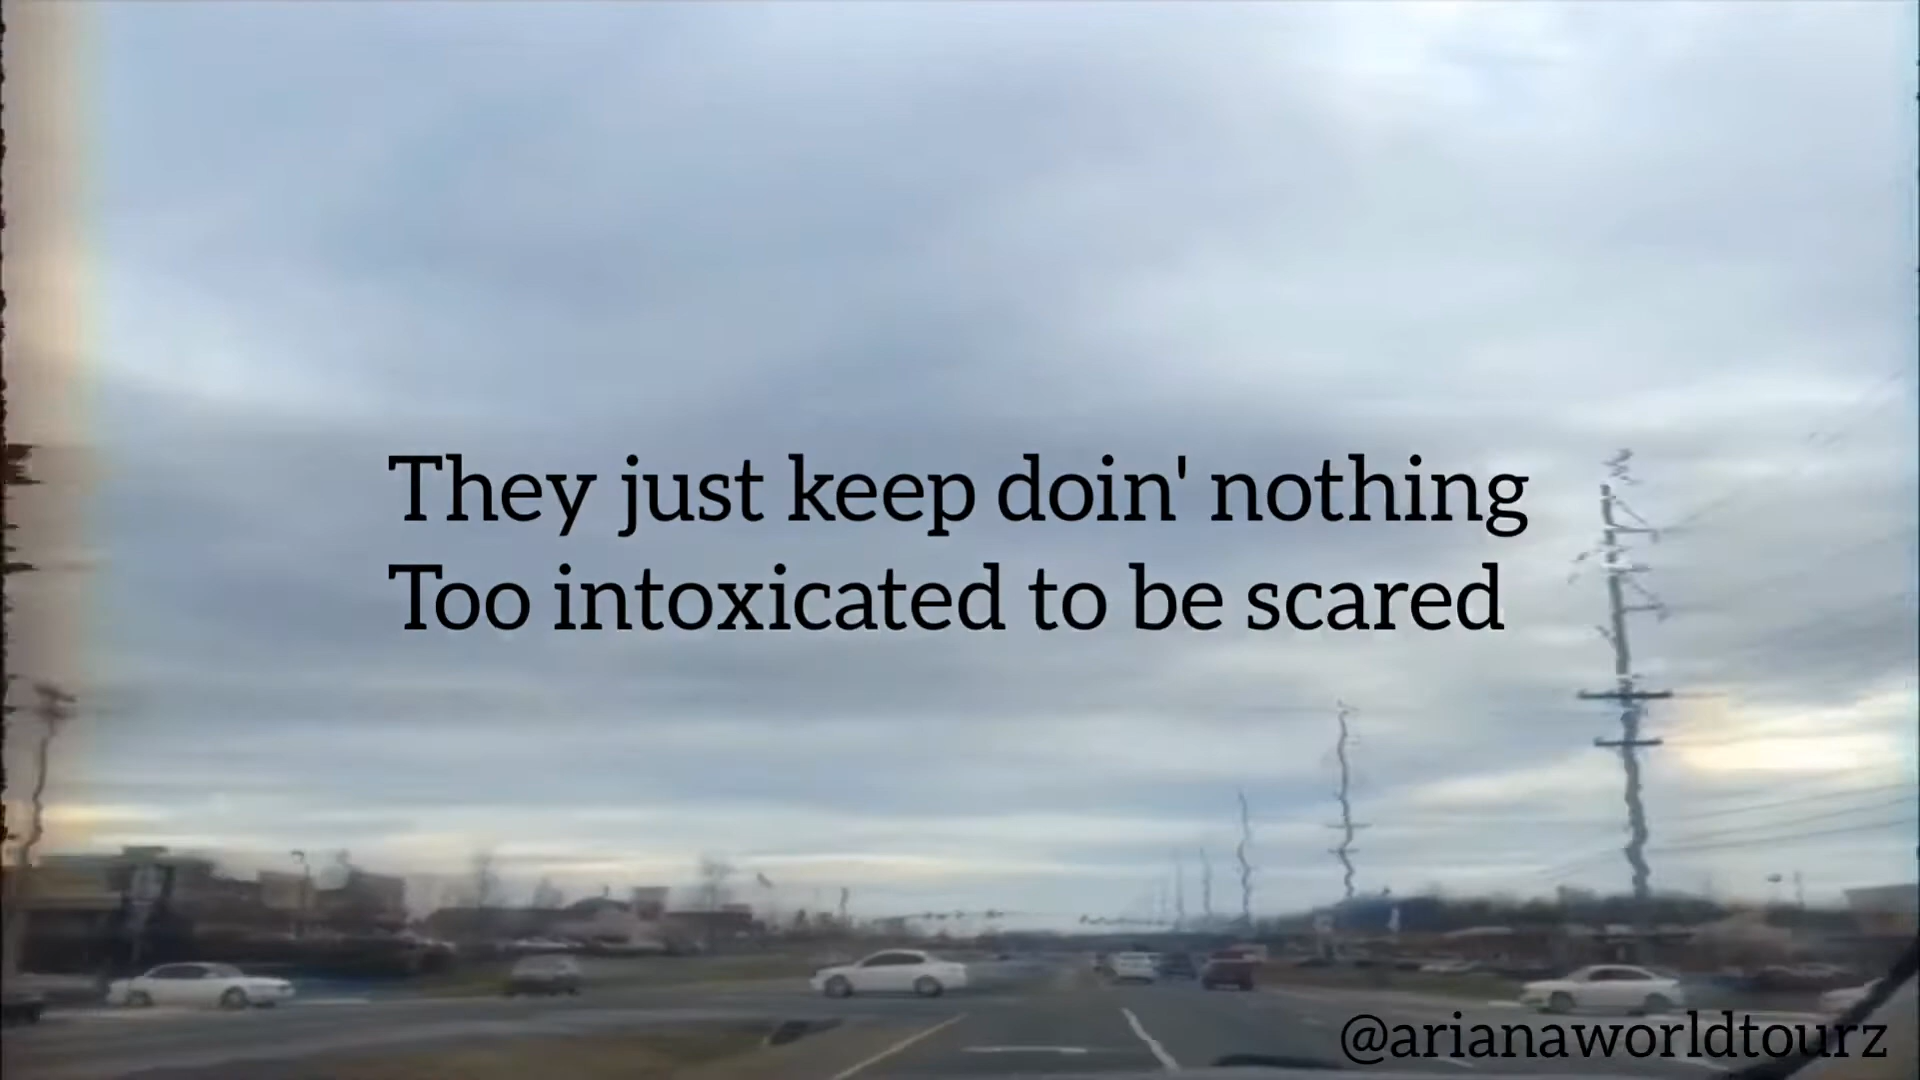 They just keep doin' nothing
Too intoxicated to be scared
@arianaworldtourz